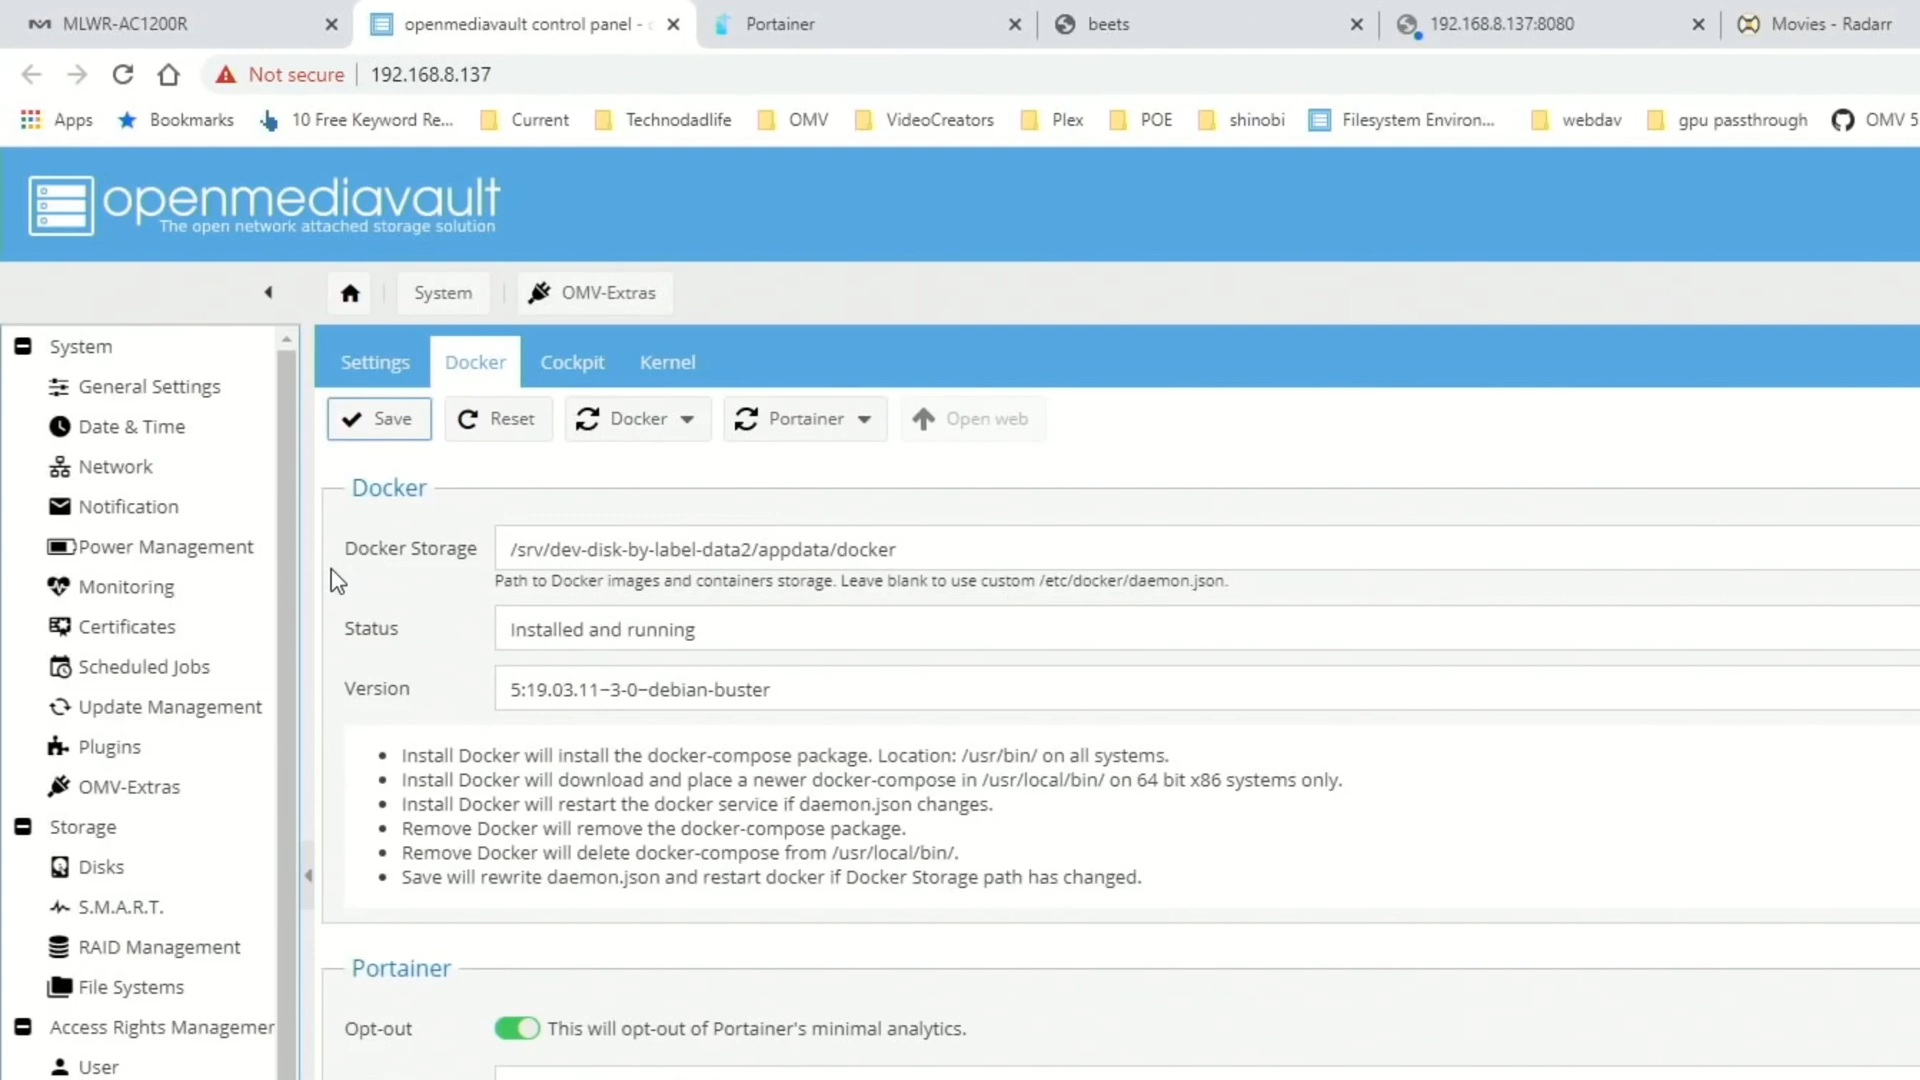 MLWR-AC1200R
openmediavault control panel -
Portainer
beets
192.168.8.137:8080
Movies - Radarr
Not secure
192.168.8.137
Apps
Bookmarks
10 Free Keyword Re...
Current
Technodadlife
OMV
VideoCreators
Plex
POE
shinobi
Filesystem Environ...
webdav
gpu passthrough
OMV 5
openmediavault
The open network attached storage solution
System
OMV-Extras
System
General Settings
Date & Time
Network
Notification
Power Management
Monitoring
Certificates
Scheduled Jobs
Update Management
Plugins
OMV-Extras
Storage
Disks
S.M.A.R.T.
RAID Management
File Systems
Access Rights Managemer
User
Settings
Docker
Cockpit
Kernel
Save
Reset
Docker
Portainer
Open web
Docker
Docker Storage
/srv/dev-disk-by-label-data2/appdata/docker
Path to Docker images and containers storage. Leave blank to use custom /etc/docker/daemon.json.
Status
Installed and running
Version
5:19.03.11~3-0~debian-buster
• Install Docker will install the docker-compose package. Location: /usr/bin/ on all systems.
• Install Docker will download and place a newer docker-compose in /usr/local/bin/ on 64 bit x86 systems only.
• Install Docker will restart the docker service if daemon.json changes.
• Remove Docker will remove the docker-compose package.
• Remove Docker will delete docker-compose from /usr/local/bin/.
• Save will rewrite daemon.json and restart docker if Docker Storage path has changed.
Portainer
Opt-out
This will opt-out of Portainer's minimal analytics.